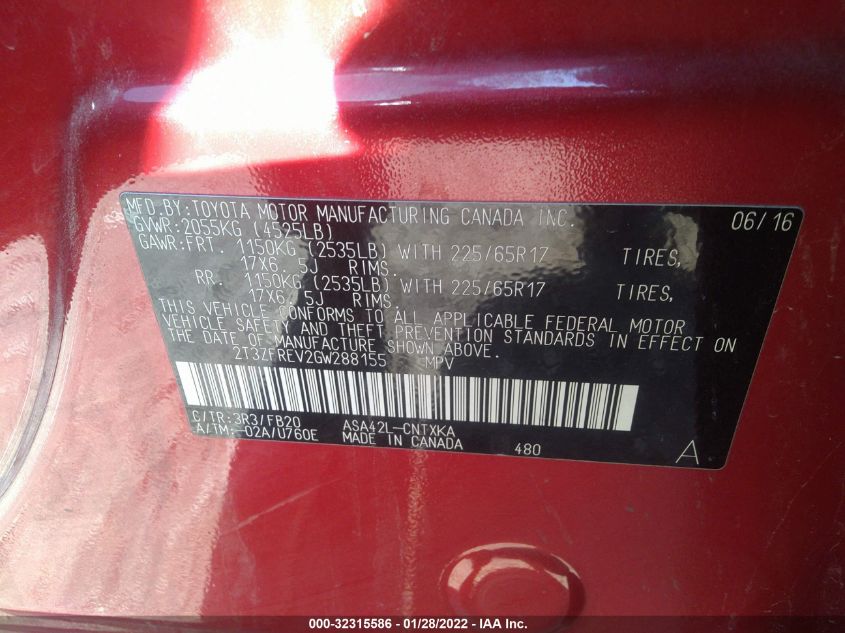 MFD.BY:TOYOTA MOTOR MANUFACTURING CANADA INC. 06/16
GVWR:2055KG (4525LB)
GAWR:FRT. 1150KG (2535LB) WITH 225/65R17 TIRES,
17X6. 5J RIMS.
RR. 1150KG (2535LB) WITH 225/65R17 TIRES,
17X6. 5J RIMS.
THIS VEHICLE CONFORMS TO ALL APPLICABLE FEDERAL MOTOR
VEHICLE SAFETY AND THEFT PREVENTION STANDARDS IN EFFECT ON
THE DATE OF MANUFACTURE SHOWN ABOVE.
2T3ZFREV2GW288155 MPV
C/TR:3R3/FB20 ASA42L-CNTXKA
A/TM:-02A/U760E MADE IN CANADA 480 A
000-32315586 - 01/28/2022 - IAA Inc.